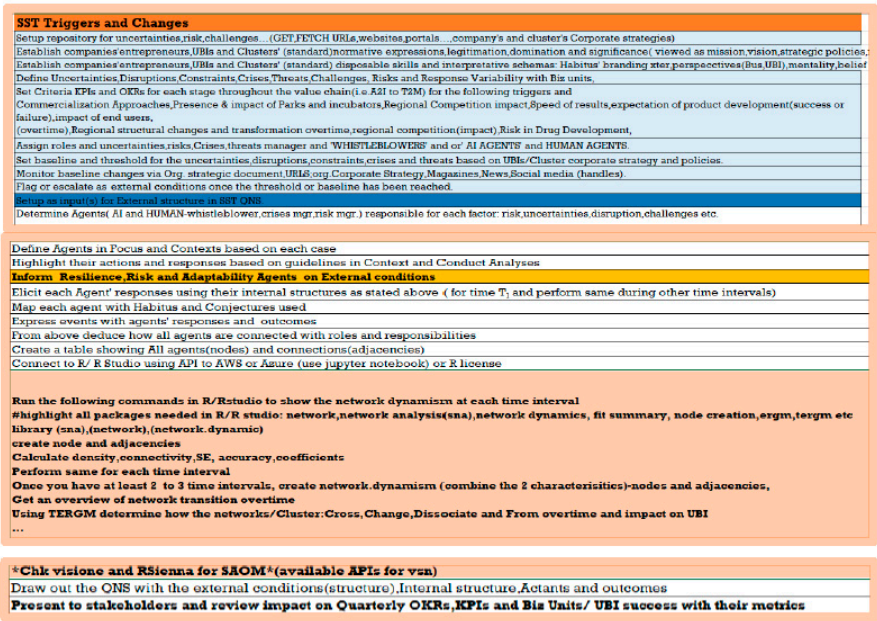 SST Triggers and Changes
Setup repository for uncertainties,risk,challenges...(GET,FETCH URLs,websites,portals...,company's and cluster's Corporate strategies)
Establish companies'entrepreneurs,UBIs and Clusters' (standard)normative expressions,legitimation,domination and significance( viewed as mission,vision,strategic policies,
Establish companies'entrepreneurs,UBIs and Clusters' (standard) disposable skills and interpretative schemas: Habitus' branding xter,perspecctives(Bus,UBI),mentality,belief
Define Uncertainties,Disruptions,Constraints,Crises,Threats,Challenges, Risks and Response Variability with Biz units,
Set Criteria KPIs and OKRs for each stage throughout the value chain(i.e.A2I to T2M) for the following triggers and
Commercialization Approaches,Presence & impact of Parks and incubators,Regional Competition impact,Speed of results,expectation of product development(success or
failure),impact of end users,
(overtime),Regional structural changes and transformation overtime,regional competition(impact),Risk in Drug Development,
Assign roles and uncertainties,risks,Crises,threats manager and 'WHISTLEBLOWERS' and or' AI AGENTS' and HUMAN AGENTS.
Set baseline and threshold for the uncertainties,disruptions,constraints,crises and threats based on UBIs/Cluster corporate strategy and policies.
Monitor baseline changes via Org. strategic document,URLS;org.Corporate Strategy,Magazines,News,Social media (handles).
Flag or escalate as external conditions once the threshold or baseline has been reached.
Setup as input(s) for External structure in SST QNS.
Determine Agents( AI and HUMAN-whistleblower,crises mgr,risk mgr.) responsible for each factor: risk,uncertainties,disruption,challenges etc.
Define Agents in Focus and Contexts based on each case
Highlight their actions and responses based on guidelines in Context and Conduct Analyses
Inform Resilience,Risk and Adaptability Agents on External conditions
Elicit each Agent' responses using their internal structures as stated above ( for time T1 and perform same during other time intervals)
Map each agent with Habitus and Conjectures used
Express events with agents' responses and outcomes
From above deduce how all agents are connected with roles and responsibilities
Create a table showing All agents(nodes) and connections(adjacencies)
Connect to R/ R Studio using API to AWS or Azure (use jupyter notebook) or R license
Run the following commands in R/Rstudio to show the network dynamism at each time interval
#highlight all packages needed in R/R studio: network,network analysis(sna),network dynamics, fit summary, node creation,ergm,tergm etc
library (sna),(network),(network.dynamic)
create node and adjacencies
Calculate density,connectivity,SE, accuracy,coefficients
Perform same for each time interval
Once you have at least 2 to 3 time intervals, create network.dynamism (combine the 2 characterisitics)-nodes and adjacencies,
Get an overview of network transition overtime
Using TERGM determine how the networks/Cluster:Cross,Change,Dissociate and From overtime and impact on UBI
...
*Chk visione and RSienna for SAOM*(available APIs for vsn)
Draw out the QNS with the external conditions(structure),Internal structure,Actants and outcomes
Present to stakeholders and review impact on Quarterly OKRs,KPIs and Biz Units/ UBI success with their metrics